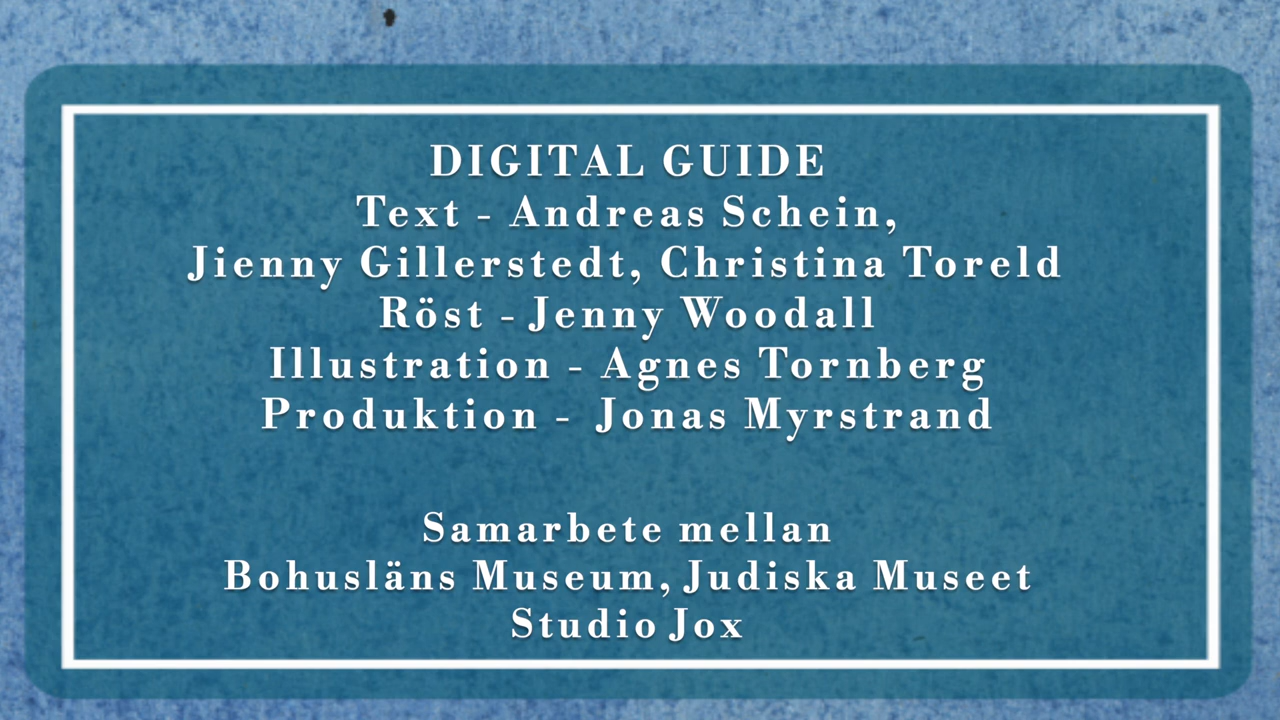 DIGITAL GUIDE
Text - Andreas Schein,
Jienny Gillerstedt, Christina Toreld
Röst - Jenny Woodall
Illustration - Agnes Tornberg
Produktion - Jonas Myrstrand
Samarbete mellan
Bohusläns Museum, Judiska Museet
Studio Jox